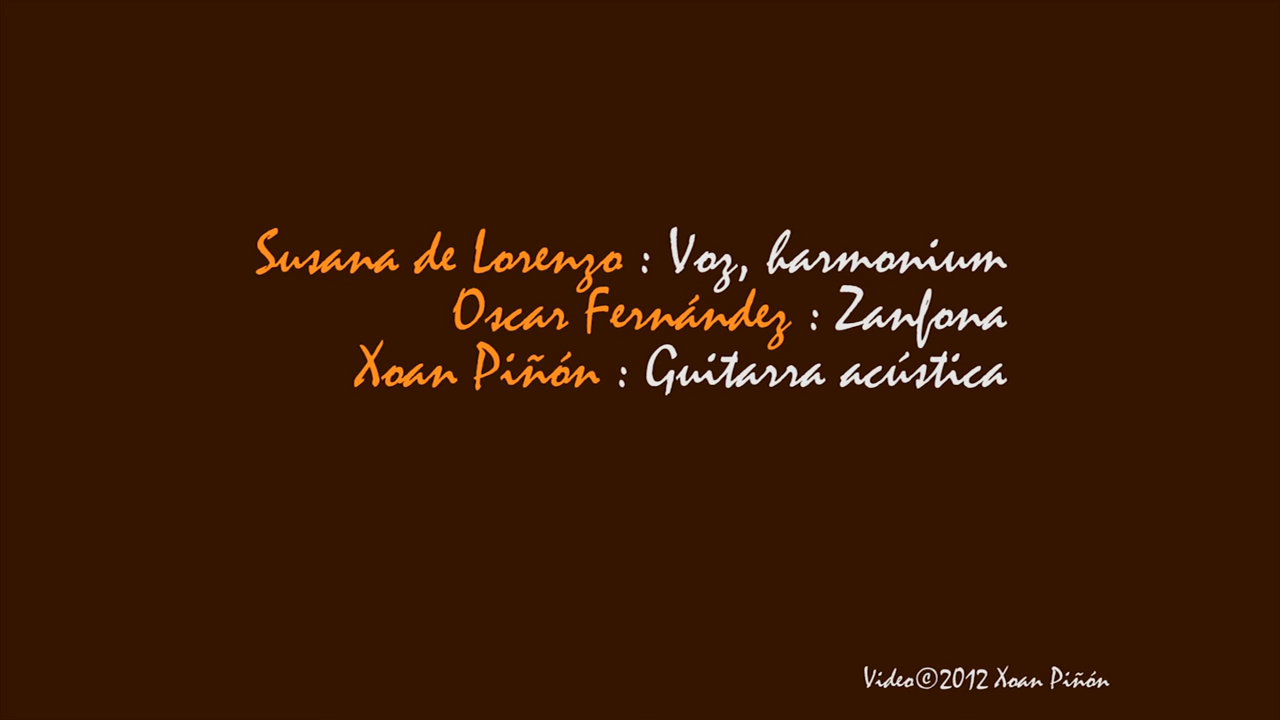 Susana de Lorenzo : Voz, harmonium
Oscar Fernández : Zanfona
Xoan Piñón : Guitarra acústica
Video©2012 Xoan Piñón